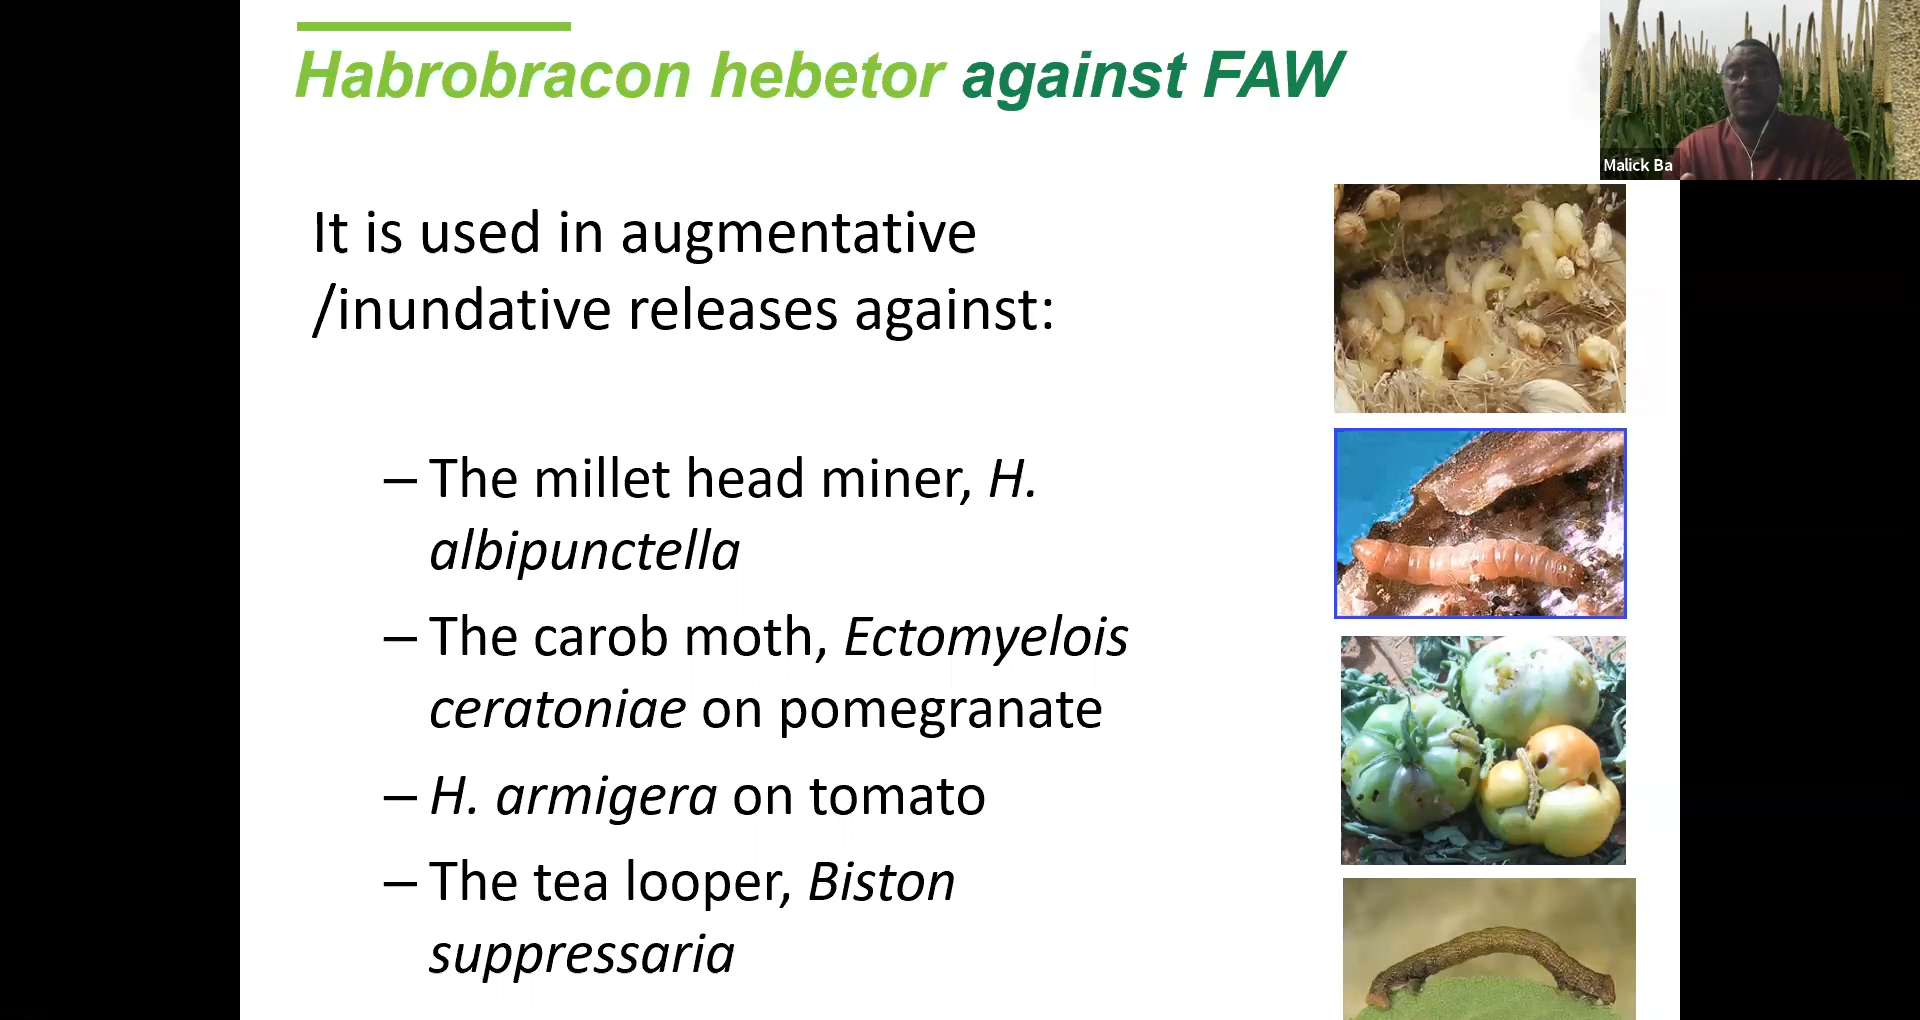 Habrobracon hebetor against FAW
Malick Ba
It is used in augmentative
/inundative releases against:
– The millet head miner, H.
albipunctella
– The carob moth, Ectomyelois
ceratoniae on pomegranate
– H. armigera on tomato
– The tea looper, Biston
suppressaria